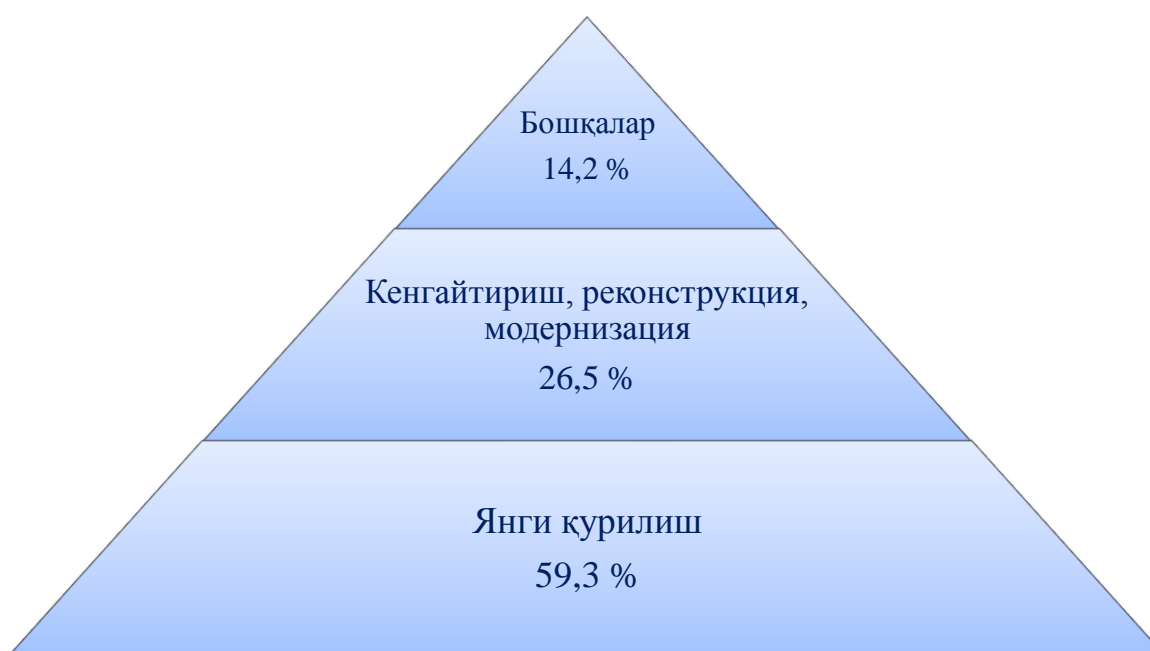 Бошқалар
14,2 %
Кенгайтириш, реконструкция,
модернизация
26,5 %
Янги қурилиш
59,3 %